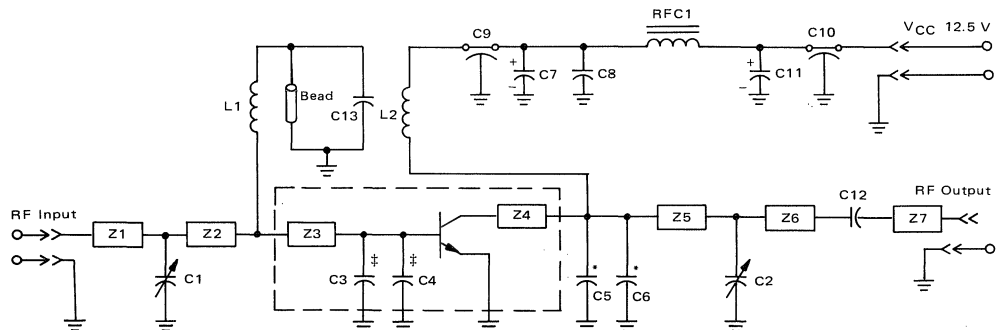 RFC1
C9
C10
VCC 12.5 V
+
C7
−
C8
+
C11
−
L1
Bead
C13
L2
RF Input
Z1
Z2
Z3
Z4
Z5
Z6
C12
Z7
RF Output
C1
C3 ‡
C4 ‡
C5 *
C6 *
C2